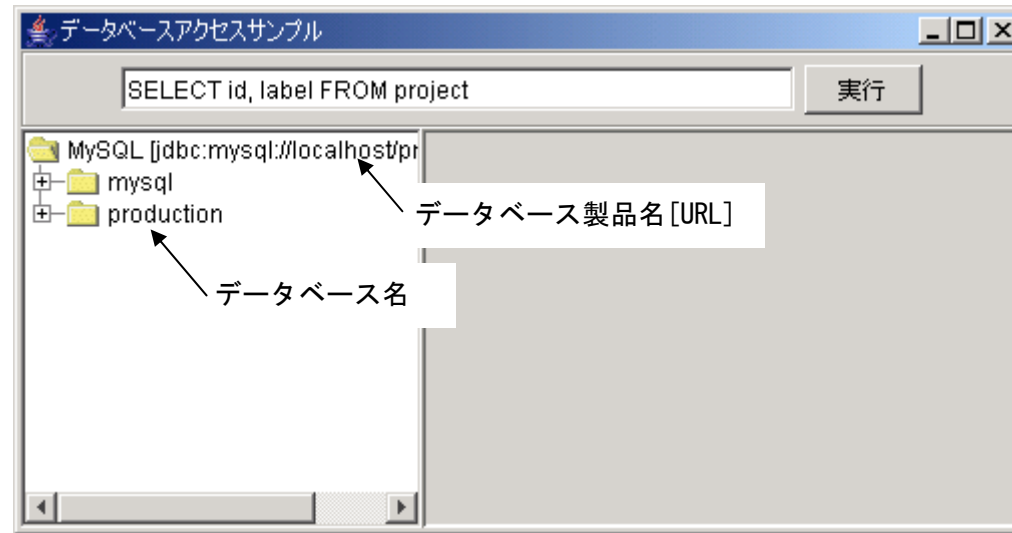 データベースアクセスサンプル
SELECT id, label FROM project
実行
MySQL [jdbc:mysql://localhost/pr
mysql
production
データベース製品名[URL]
データベース名